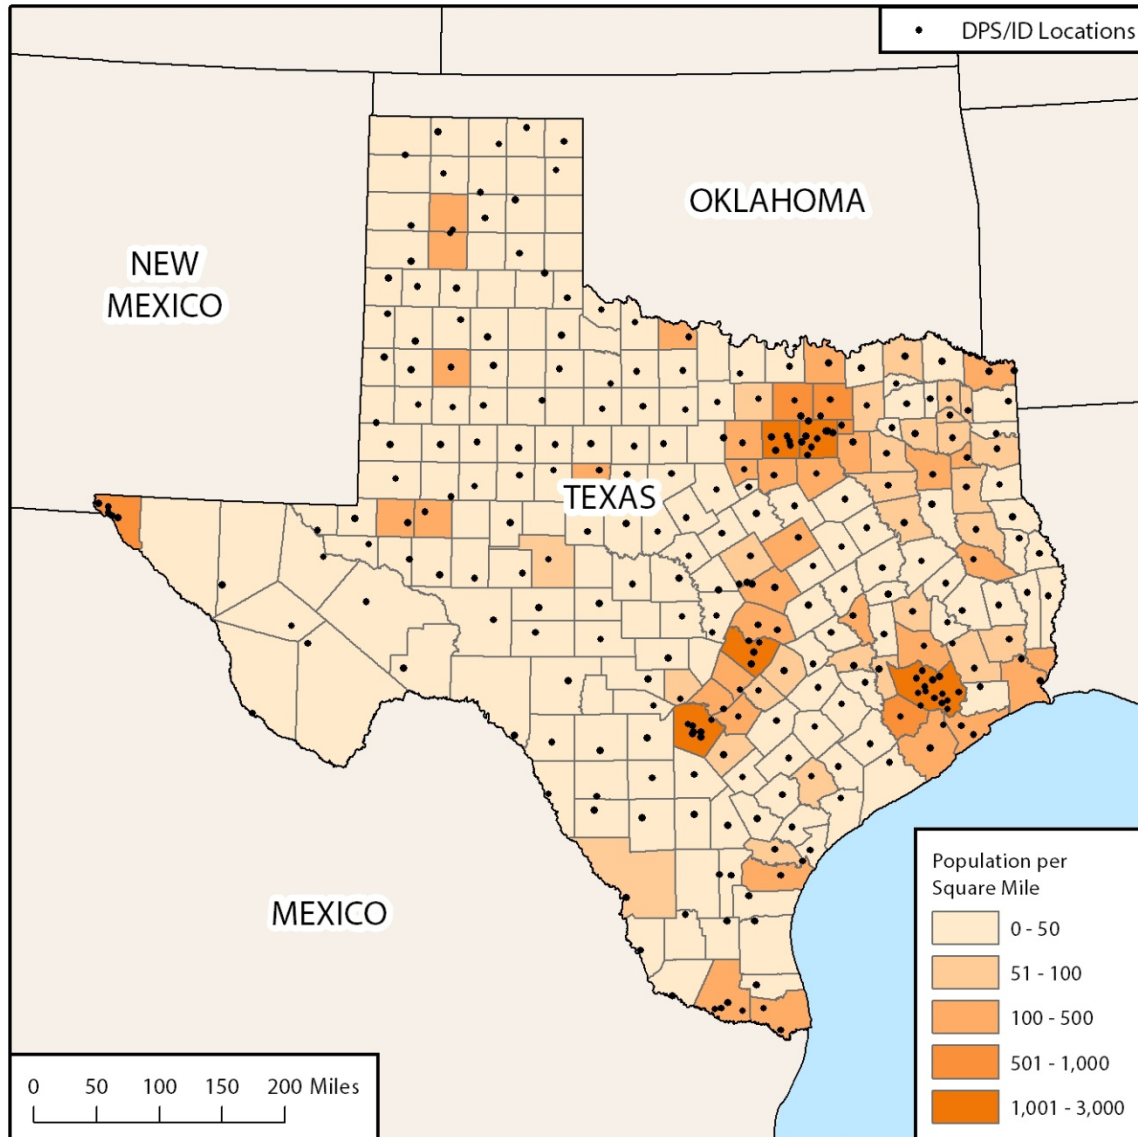 DPS/ID Locations
OKLAHOMA
NEW
MEXICO
TEXAS
MEXICO
Population per
Square Mile
0 - 50
51 - 100
100 - 500
501 - 1,000
1,001 - 3,000
0 50 100 150 200 Miles